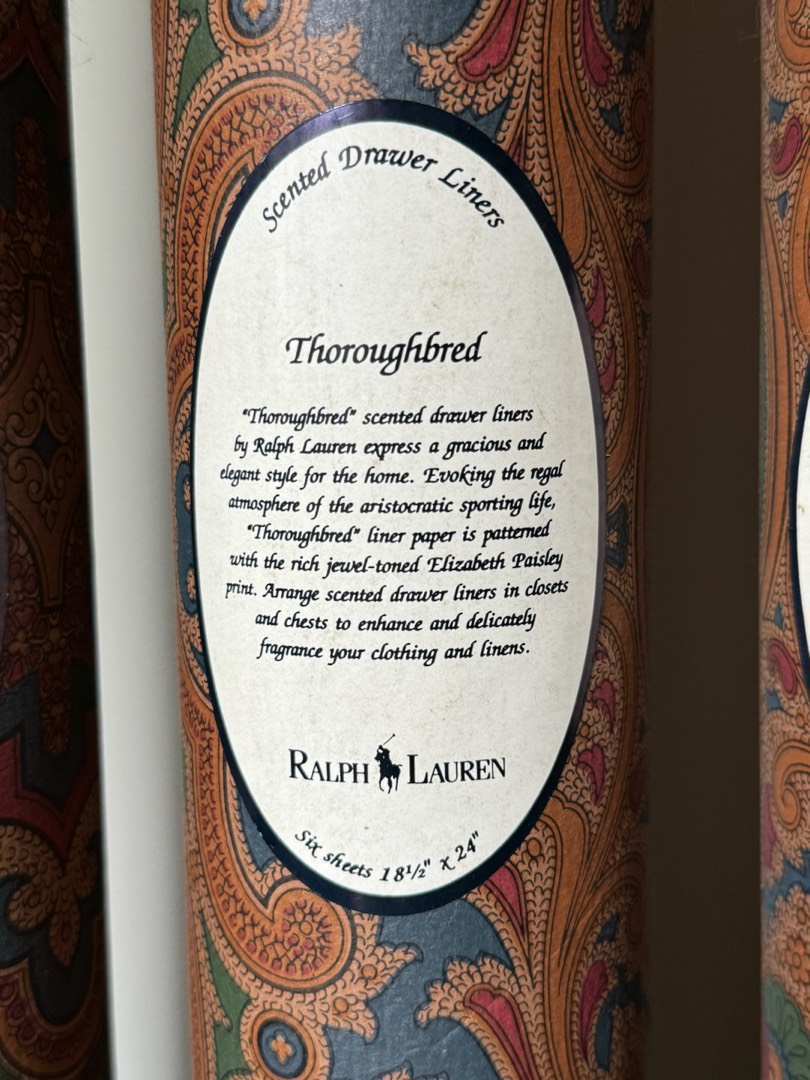 Scented Drawer Liners
Thoroughbred
"Thoroughbred" scented drawer liners
by Ralph Lauren express a gracious and
elegant style for the home. Evoking the regal
atmosphere of the aristocratic sporting life,
"Thoroughbred" liner paper is patterned
with the rich jewel-toned Elizabeth Paisley
print. Arrange scented drawer liners in closets
and chests to enhance and delicately
fragrance your clothing and linens.
RALPH LAUREN
Six sheets 18½" x 24"